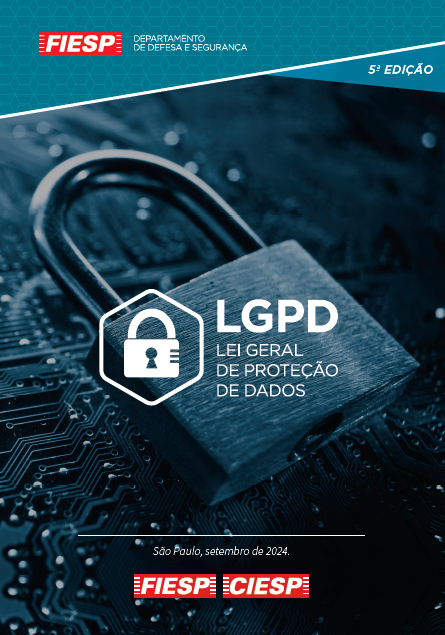 FIESP
DEPARTAMENTO
DE DEFESA E SEGURANÇA
5ª EDIÇÃO
LGPD
LEI GERAL
DE PROTEÇÃO
DE DADOS
São Paulo, setembro de 2024.
FIESP CIESP